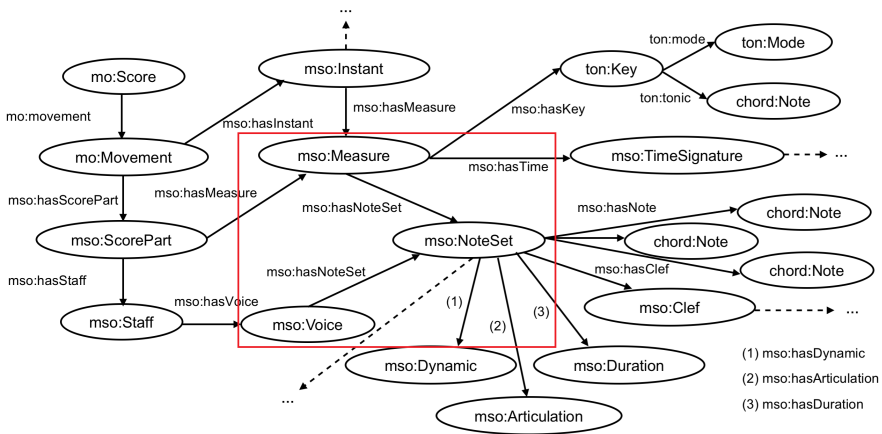 ...
mso:Instant
ton:mode
ton:Mode
mo:Score
ton:Key
mo:movement
mso:hasInstant
mso:hasMeasure
mso:hasKey
ton:tonic
chord:Note
mo:Movement
mso:Measure
mso:hasTime
mso:TimeSignature
...
mso:hasScorePart
mso:hasMeasure
mso:hasNoteSet
mso:hasNote
chord:Note
mso:ScorePart
mso:NoteSet
chord:Note
mso:hasStaff
mso:hasNoteSet
mso:hasClef
chord:Note
mso:hasVoice
mso:Staff
mso:Voice
(1)
(2)
(3)
mso:Clef
...
mso:Dynamic
mso:Duration
(1) mso:hasDynamic
...
(2) mso:hasArticulation
mso:Articulation
(3) mso:hasDuration